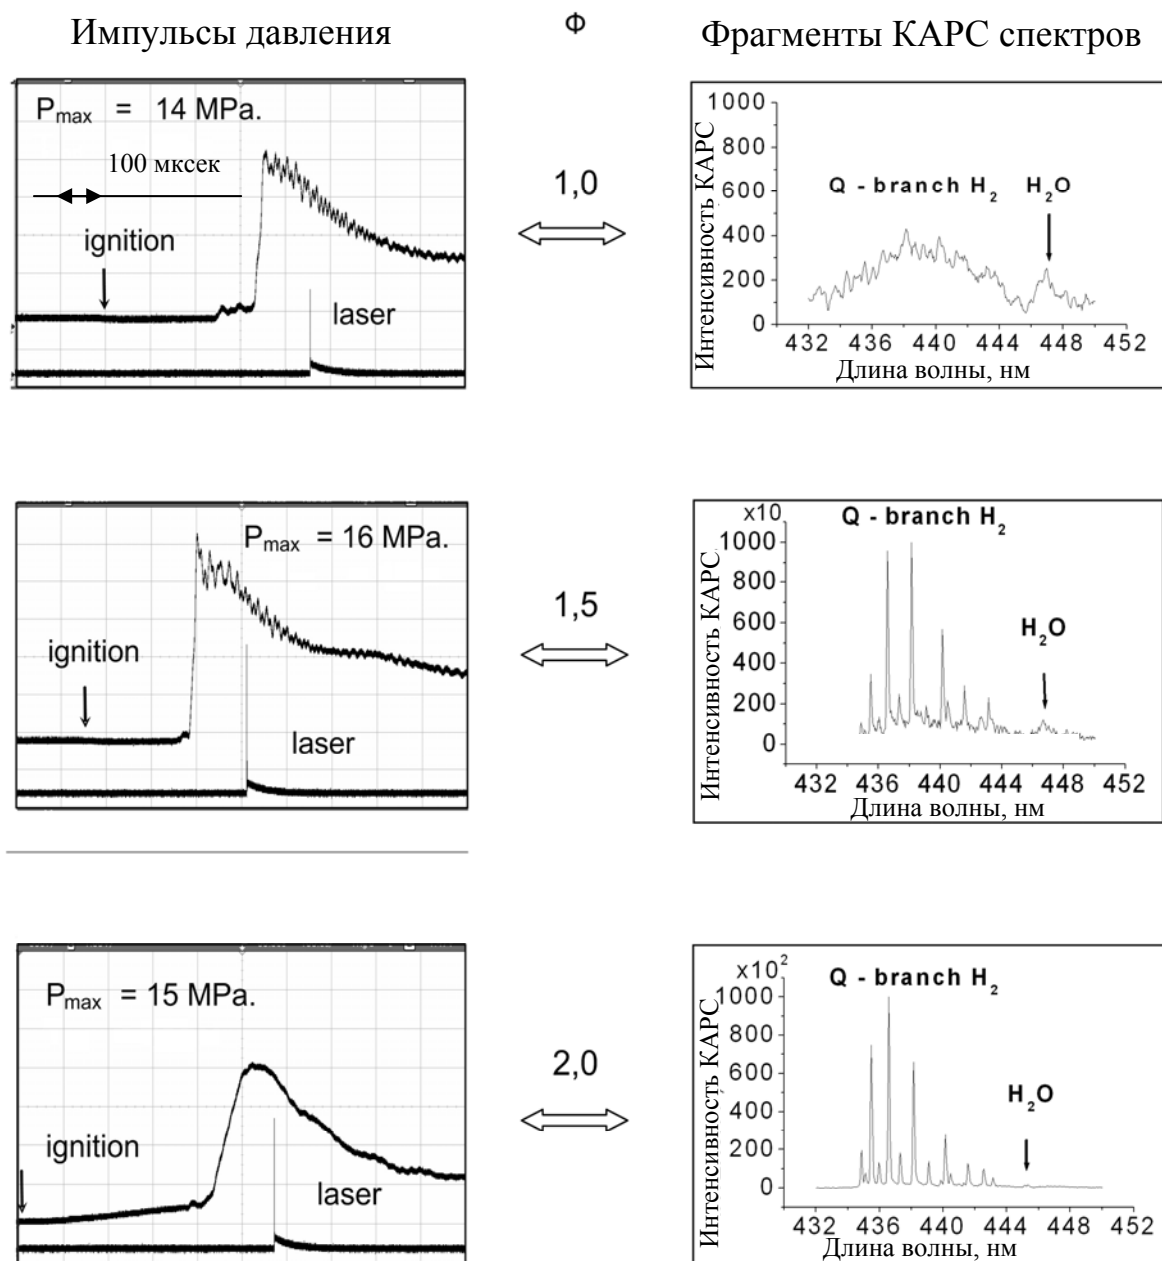 Импульсы давления
Φ
Фрагменты КАРС спектров
Pmax = 14 MPa.
100 мксек
ignition
laser
1,0
1000
800
600
400
200
0
Интенсивность КАРС
Q - branch H2
H2O
432 436 440 444 448 452
Длина волны, нм
Pmax = 16 MPa.
ignition
laser
1,5
x10
Q - branch H2
1000
800
600
400
200
0
Интенсивность КАРС
H2O
432 436 440 444 448 452
Длина волны, нм
Pmax = 15 MPa.
ignition
laser
2,0
x10²
Q - branch H2
1000
800
600
400
200
0
Интенсивность КАРС
H2O
432 436 440 444 448 452
Длина волны, нм